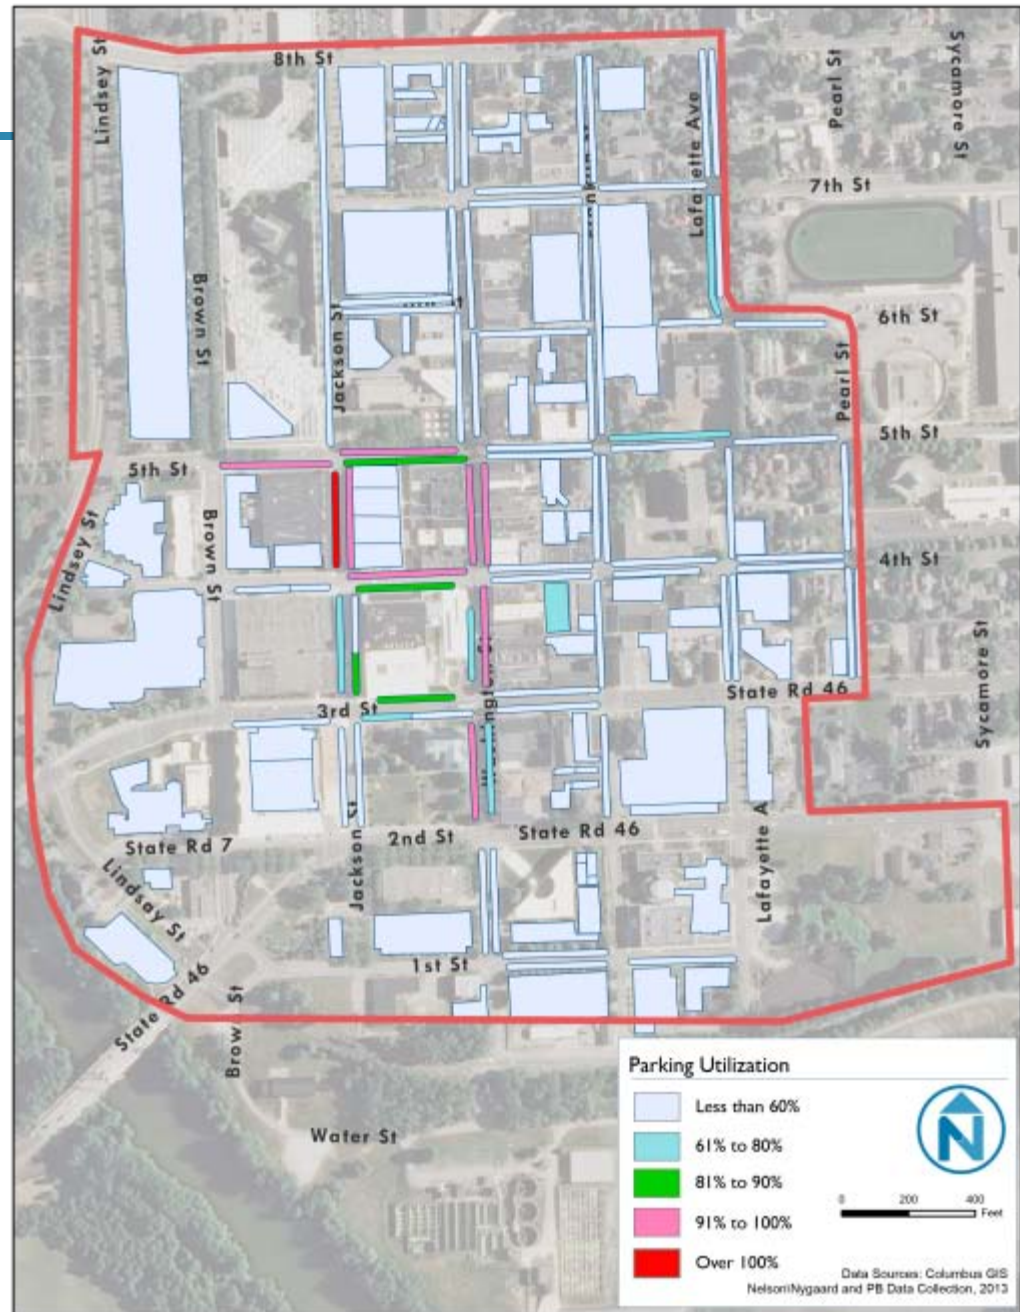 8th St
Lindsey St
Pearl St
Sycamore St
Lafayette Ave
7th St
Brown St
6th St
Jackson St
Pearl St
5th St
5th St
Lindsey St
Brown St
4th St
State Rd 46
3rd St
Sycamore St
State Rd 46
2nd St
State Rd 7
Jackson St
Lafayette A
Lindsay St
1st St
State Rd 46
Brow St
Water St
Parking Utilization
Less than 60%
61% to 80%
81% to 90%
91% to 100%
Over 100%
N
0 200 400
Feet
Data Sources: Columbus GIS
Nelson\Nygaard and PB Data Collection, 2013